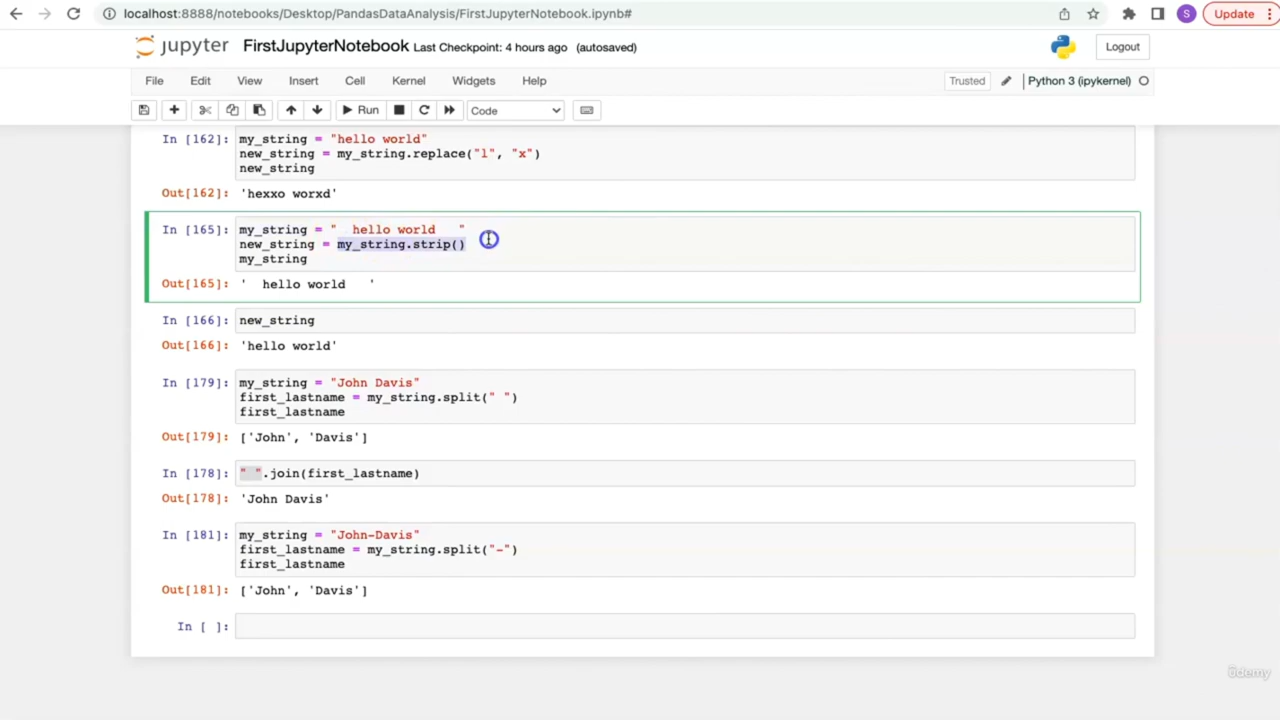 localhost:8888/notebooks/Desktop/PandasDataAnalysis/FirstJupyterNotebook.ipynb#
S
Update
jupyter FirstJupyterNotebook Last Checkpoint: 4 hours ago (autosaved)
Logout
File Edit View Insert Cell Kernel Widgets Help
Trusted
Python 3 (ipykernel)
Run
Code
In [162]: my_string = "hello world"
new_string = my_string.replace("l", "x")
new_string
Out[162]: 'hexxo worxd'
In [165]: my_string = "  hello world   "
new_string = my_string.strip()
my_string
Out[165]: '  hello world   '
In [166]: new_string
Out[166]: 'hello world'
In [179]: my_string = "John Davis"
first_lastname = my_string.split(" ")
first_lastname
Out[179]: ['John', 'Davis']
In [178]: " ".join(first_lastname)
Out[178]: 'John Davis'
In [181]: my_string = "John-Davis"
first_lastname = my_string.split("-")
first_lastname
Out[181]: ['John', 'Davis']
In [ ]:
ûdemy